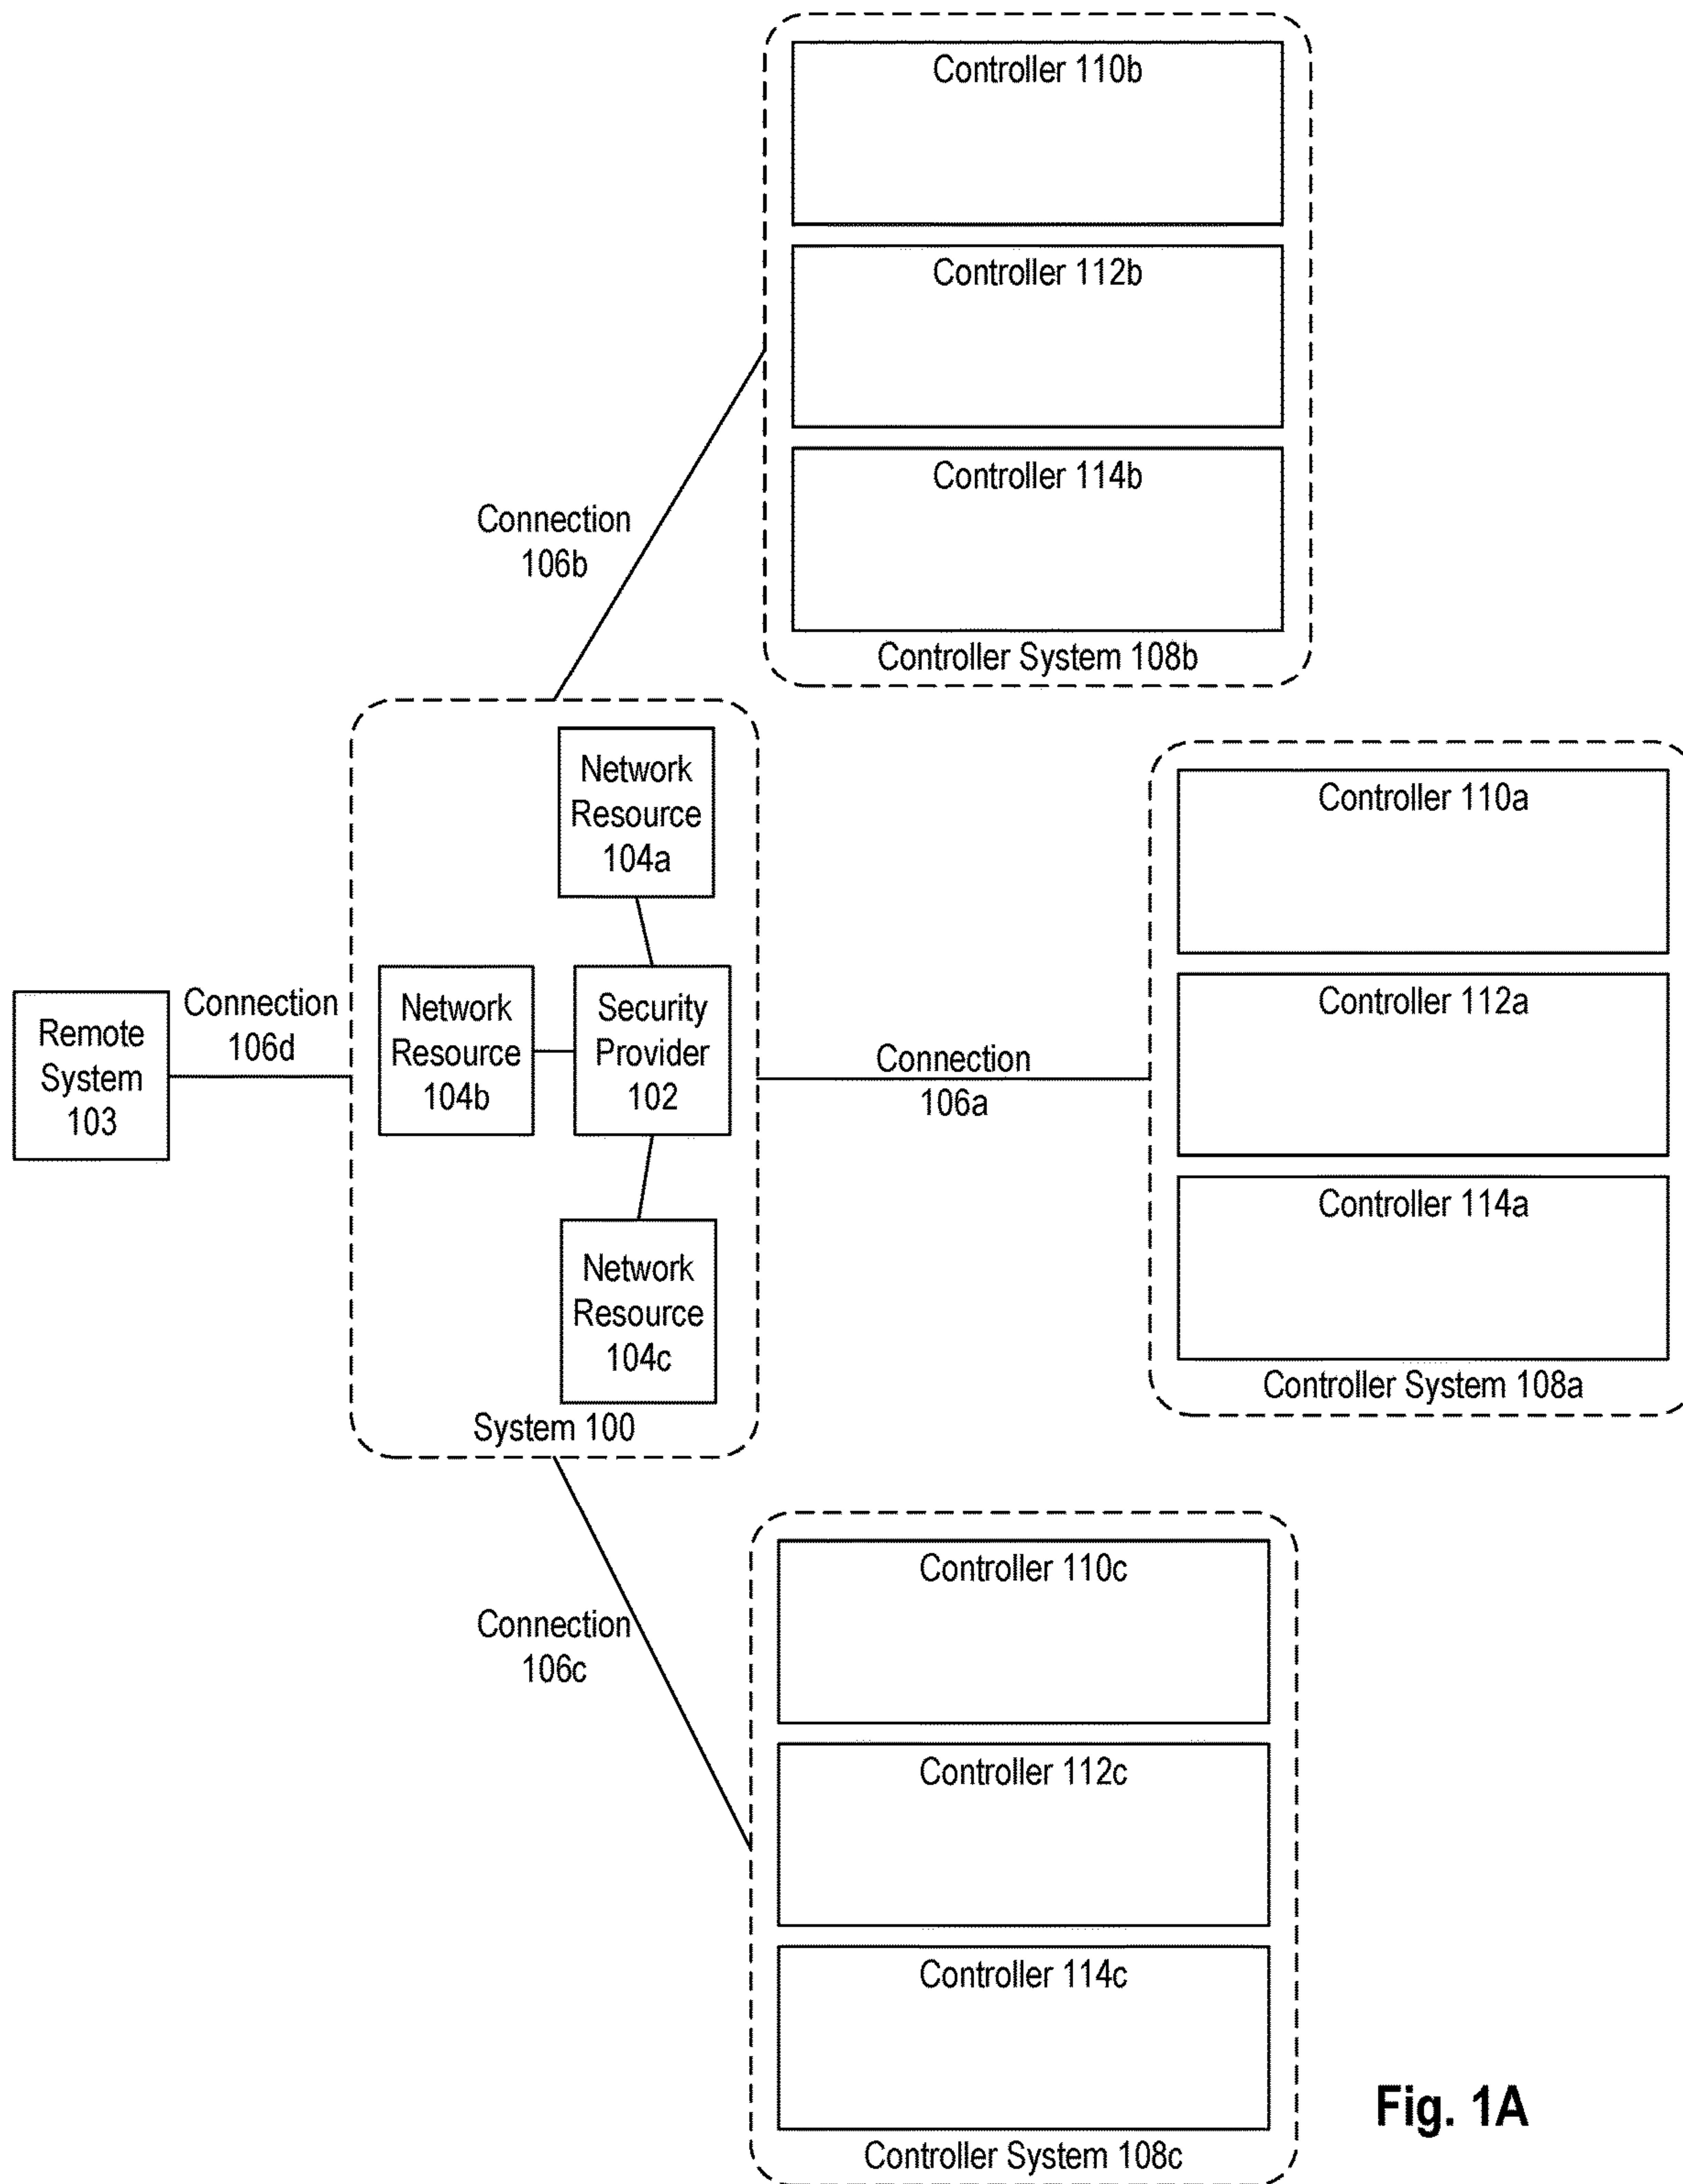 Controller 110b
Controller 112b
Controller 114b
Controller System 108b
Connection
106b
Network
Resource
104a
Controller 110a
Controller 112a
Controller 114a
Controller System 108a
Remote
System
103
Connection
106d
Network
Resource
104b
Security
Provider
102
Connection
106a
Network
Resource
104c
System 100
Connection
106c
Controller 110c
Controller 112c
Controller 114c
Controller System 108c
Fig. 1A